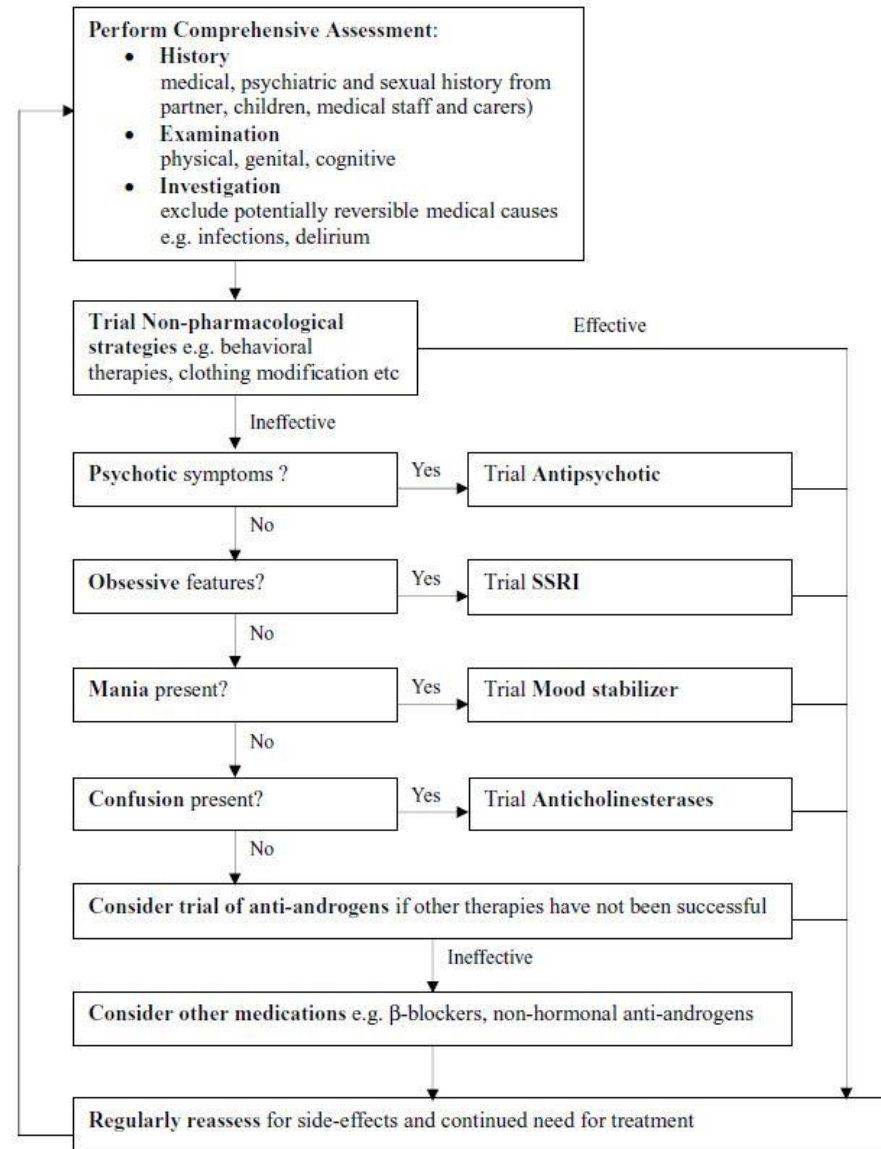 Perform Comprehensive Assessment:
• History
medical, psychiatric and sexual history from
partner, children, medical staff and carers)
• Examination
physical, genital, cognitive
• Investigation
exclude potentially reversible medical causes
e.g. infections, delirium
Trial Non-pharmacological
strategies e.g. behavioral
therapies, clothing modification etc
Effective
Ineffective
Psychotic symptoms ?
Yes
Trial Antipsychotic
No
Obsessive features?
Yes
Trial SSRI
No
Mania present?
Yes
Trial Mood stabilizer
No
Confusion present?
Yes
Trial Anticholinesterases
No
Consider trial of anti-androgens if other therapies have not been successful
Ineffective
Consider other medications e.g. β-blockers, non-hormonal anti-androgens
Regularly reassess for side-effects and continued need for treatment